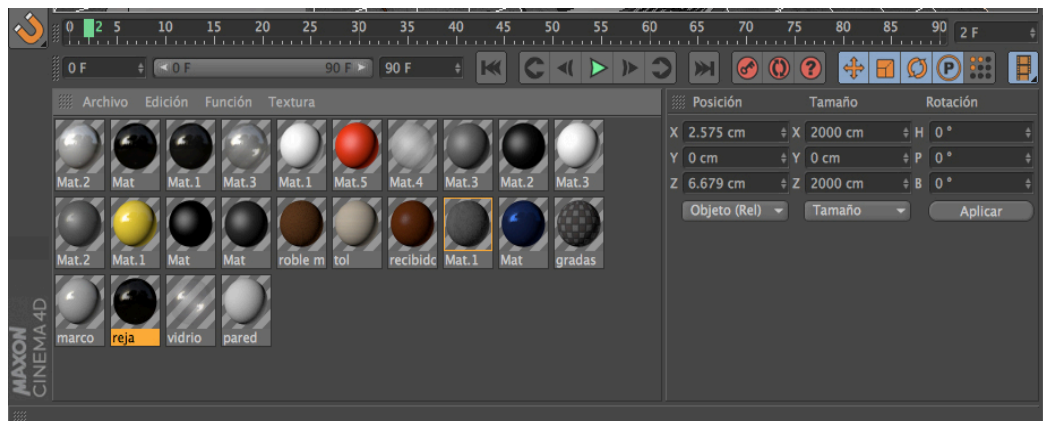 0 2 5 10 15 20 25 30 35 40 45 50 55 60 65 70 75 80 85 90 2 F
0 F 0 F 90 F 90 F
Archivo Edición Función Textura
Mat.2 Mat Mat.1 Mat.3 Mat.1 Mat.5 Mat.4 Mat.3 Mat.2 Mat.3
Mat.2 Mat.1 Mat Mat roble m tol recibidc Mat.1 Mat gradas
marco reja vidrio pared
Posición Tamaño Rotación
X 2.575 cm X 2000 cm H 0 °
Y 0 cm Y 0 cm P 0 °
Z 6.679 cm Z 2000 cm B 0 °
Objeto (Rel) Tamaño Aplicar
MAXON
CINEMA 4D